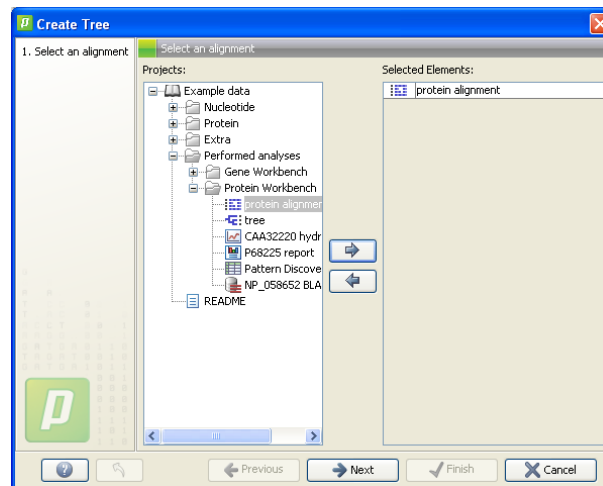 Create Tree
1. Select an alignment
Select an alignment
Projects:
Selected Elements:
Example data
protein alignment
Nucleotide
Protein
Extra
Performed analyses
Gene Workbench
Protein Workbench
protein alignmer
tree
CAA32220 hydr
P68225 report
Pattern Discove
NP_058652 BLA
README
Previous
Next
Finish
Cancel